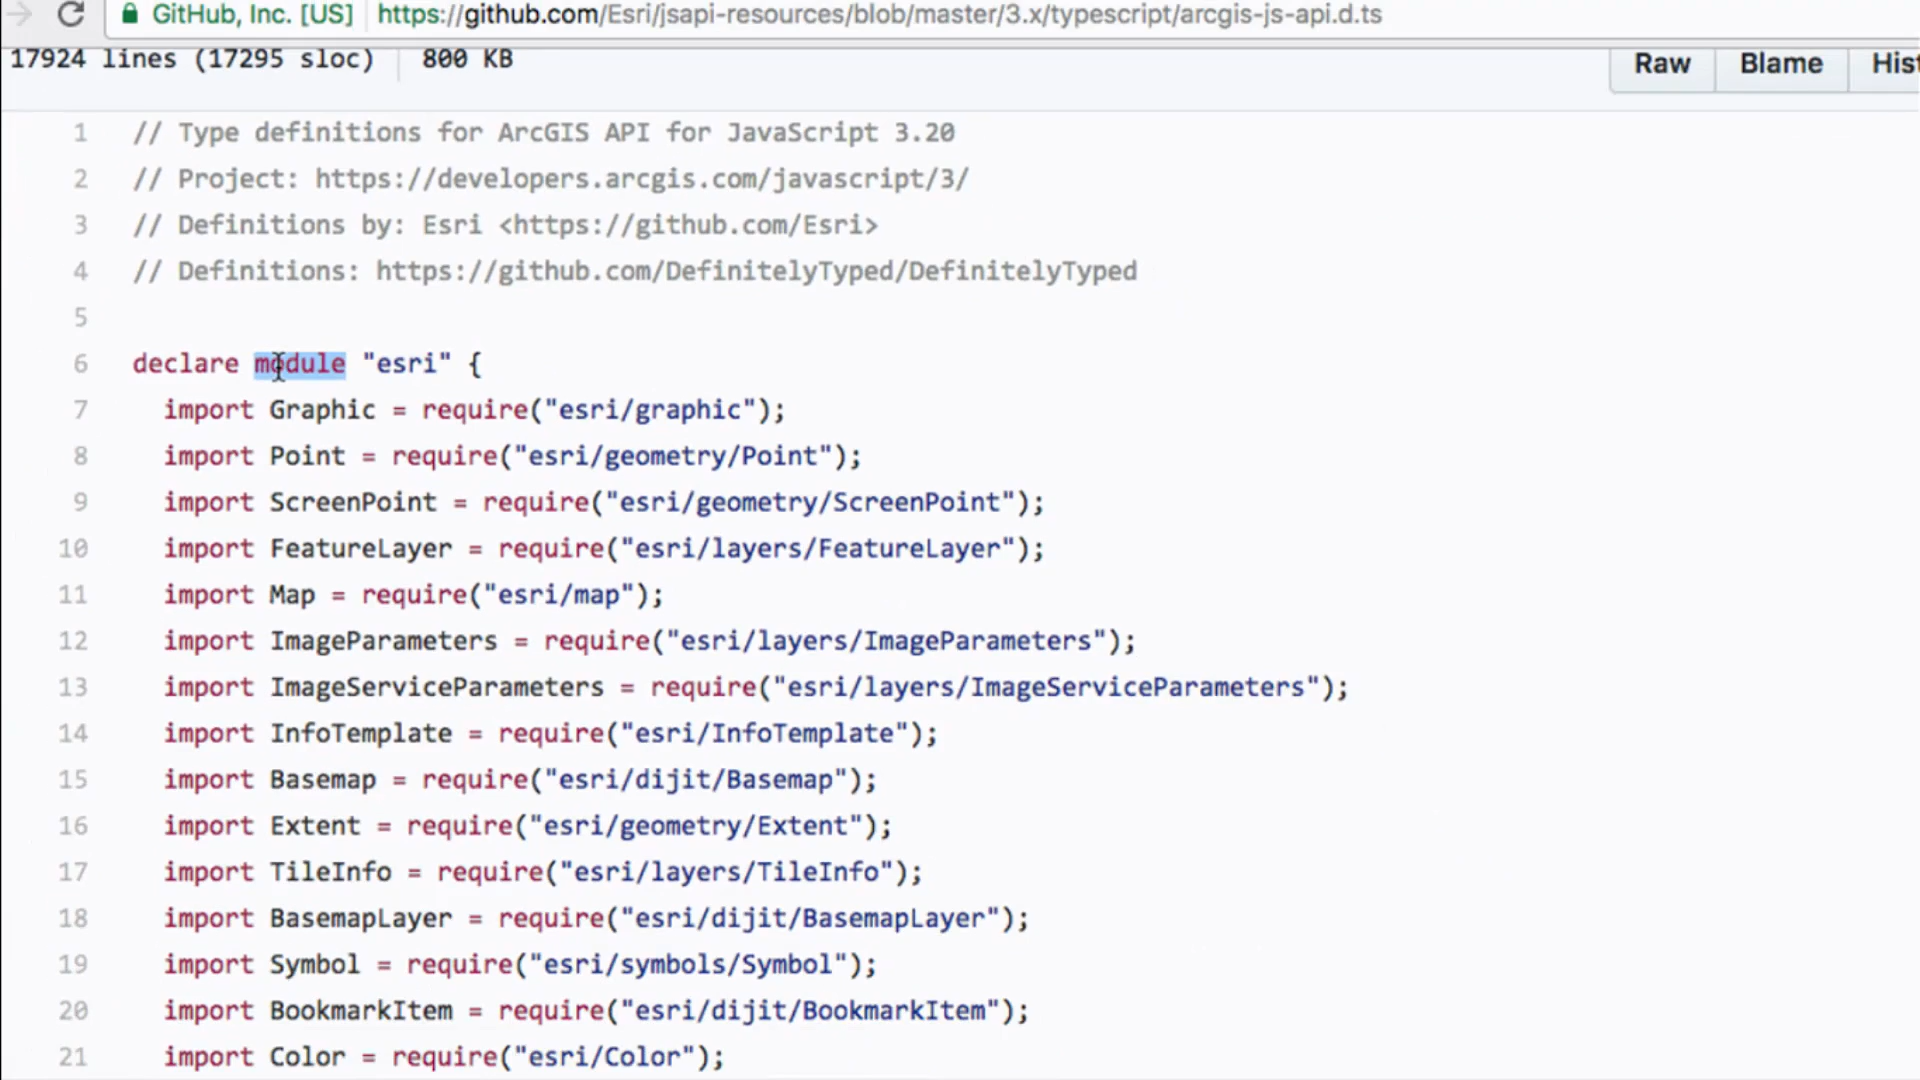 GitHub, Inc. [US] https://github.com/Esri/jsapi-resources/blob/master/3.x/typescript/arcgis-js-api.d.ts
17924 lines (17295 sloc) 800 KB Raw Blame Hist
1 // Type definitions for ArcGIS API for JavaScript 3.20
2 // Project: https://developers.arcgis.com/javascript/3/
3 // Definitions by: Esri <https://github.com/Esri>
4 // Definitions: https://github.com/DefinitelyTyped/DefinitelyTyped
5
6 declare module "esri" {
7 import Graphic = require("esri/graphic");
8 import Point = require("esri/geometry/Point");
9 import ScreenPoint = require("esri/geometry/ScreenPoint");
10 import FeatureLayer = require("esri/layers/FeatureLayer");
11 import Map = require("esri/map");
12 import ImageParameters = require("esri/layers/ImageParameters");
13 import ImageServiceParameters = require("esri/layers/ImageServiceParameters");
14 import InfoTemplate = require("esri/InfoTemplate");
15 import Basemap = require("esri/dijit/Basemap");
16 import Extent = require("esri/geometry/Extent");
17 import TileInfo = require("esri/layers/TileInfo");
18 import BasemapLayer = require("esri/dijit/BasemapLayer");
19 import Symbol = require("esri/symbols/Symbol");
20 import BookmarkItem = require("esri/dijit/BookmarkItem");
21 import Color = require("esri/Color");